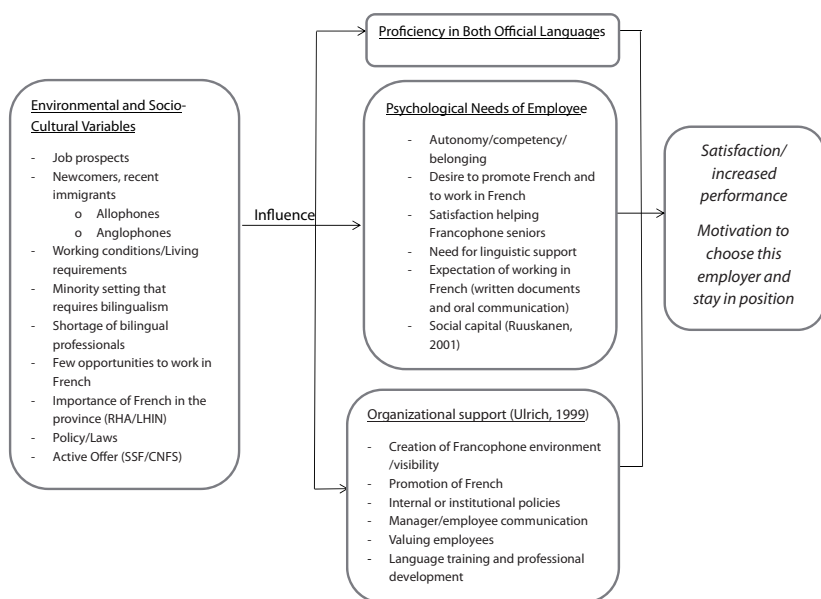 Proficiency in Both Official Languages
Environmental and Socio-
Cultural Variables
- Job prospects
- Newcomers, recent
immigrants
o Allophones
o Anglophones
- Working conditions/Living
requirements
- Minority setting that
requires bilingualism
- Shortage of bilingual
professionals
- Few opportunities to work in
French
- Importance of French in the
province (RHA/LHIN)
- Policy/Laws
- Active Offer (SSF/CNFS)
Influence
Psychological Needs of Employee
- Autonomy/competency/
belonging
- Desire to promote French and
to work in French
- Satisfaction helping
Francophone seniors
- Need for linguistic support
- Expectation of working in
French (written documents
and oral communication)
- Social capital (Ruuskanen,
2001)
Organizational support (Ulrich, 1999)
- Creation of Francophone environment
/visibility
- Promotion of French
- Internal or institutional policies
- Manager/employee communication
- Valuing employees
- Language training and professional
development
Satisfaction/
increased
performance
Motivation to
choose this
employer and
stay in position